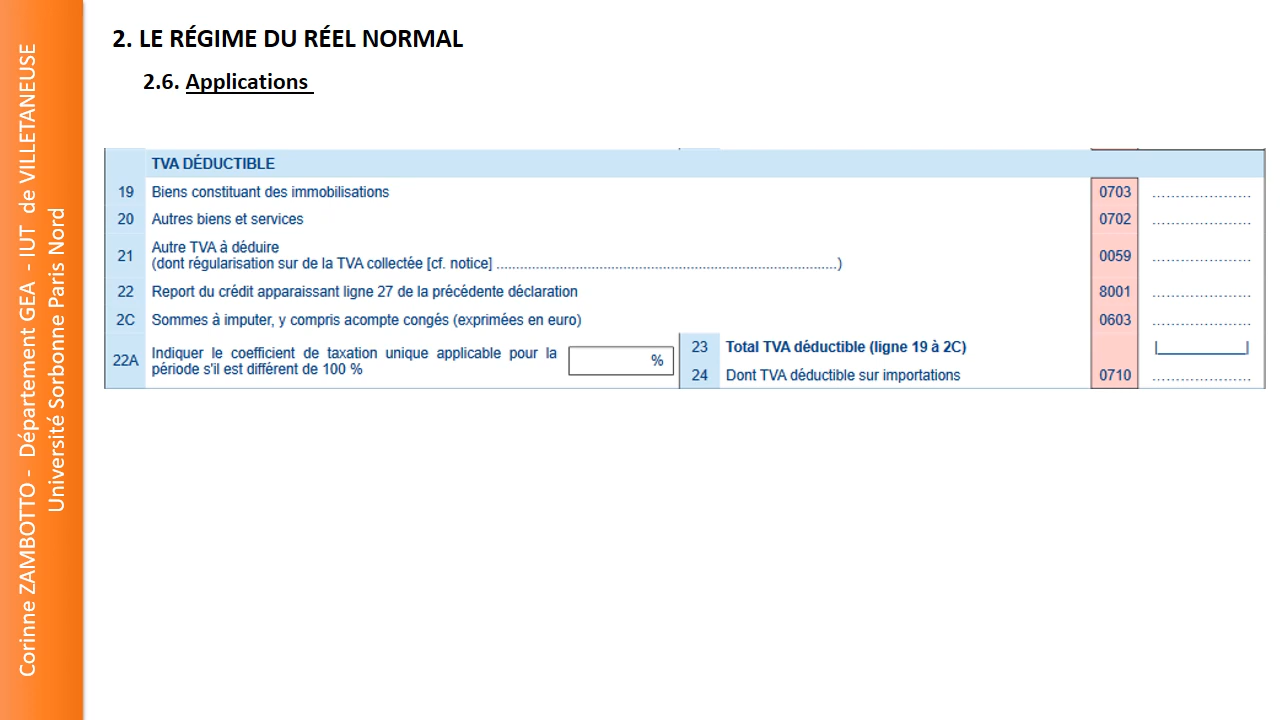 Corinne ZAMBOTTO - Département GEA - IUT de VILLETANEUSE
Université Sorbonne Paris Nord
2. LE RÉGIME DU RÉEL NORMAL
2.6. Applications
TVA DÉDUCTIBLE
19 Biens constituant des immobilisations 0703 .....................
20 Autres biens et services 0702 .....................
21 Autre TVA à déduire
(dont régularisation sur de la TVA collectée [cf. notice] .....................................................................................) 0059 .....................
22 Report du crédit apparaissant ligne 27 de la précédente déclaration 8001 .....................
2C Sommes à imputer, y compris acompte congés (exprimées en euro) 0603 .....................
22A Indiquer le coefficient de taxation unique applicable pour la
période s'il est différent de 100 % %
23 Total TVA déductible (ligne 19 à 2C) |__________|
24 Dont TVA déductible sur importations 0710 .....................